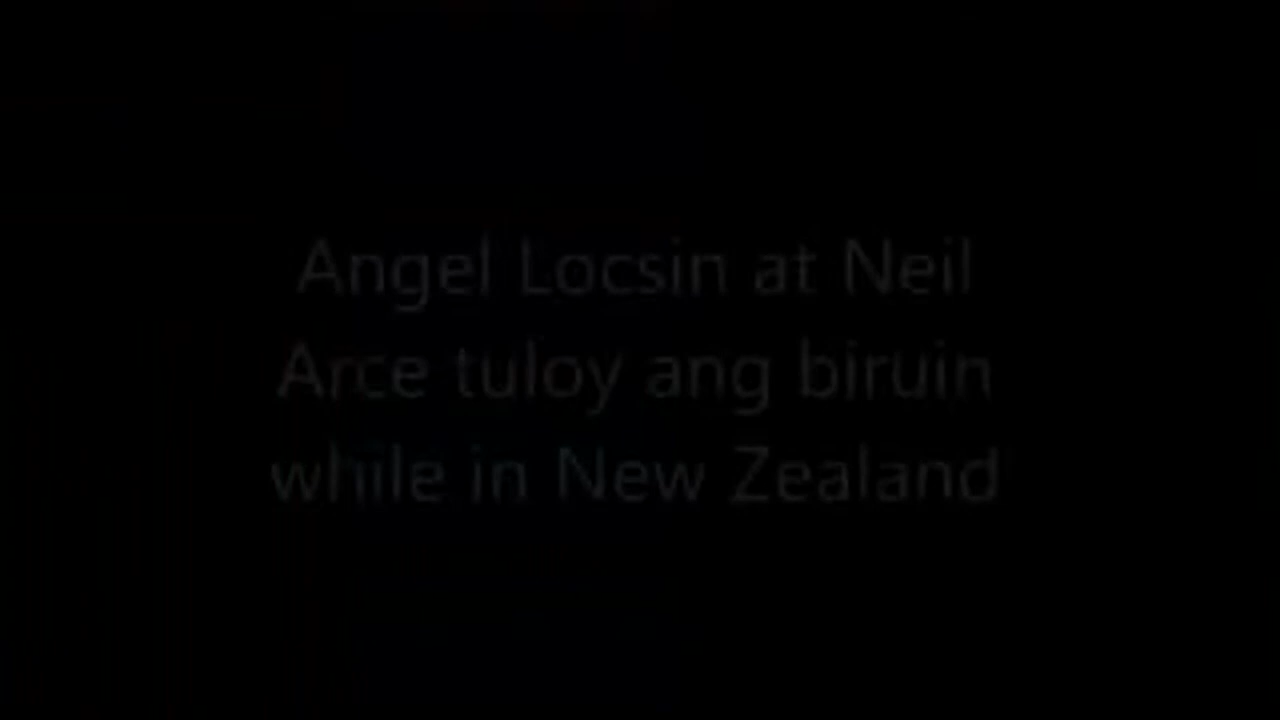 Angel Locsin at Neil
Arce tuloy ang biruin
while in New Zealand